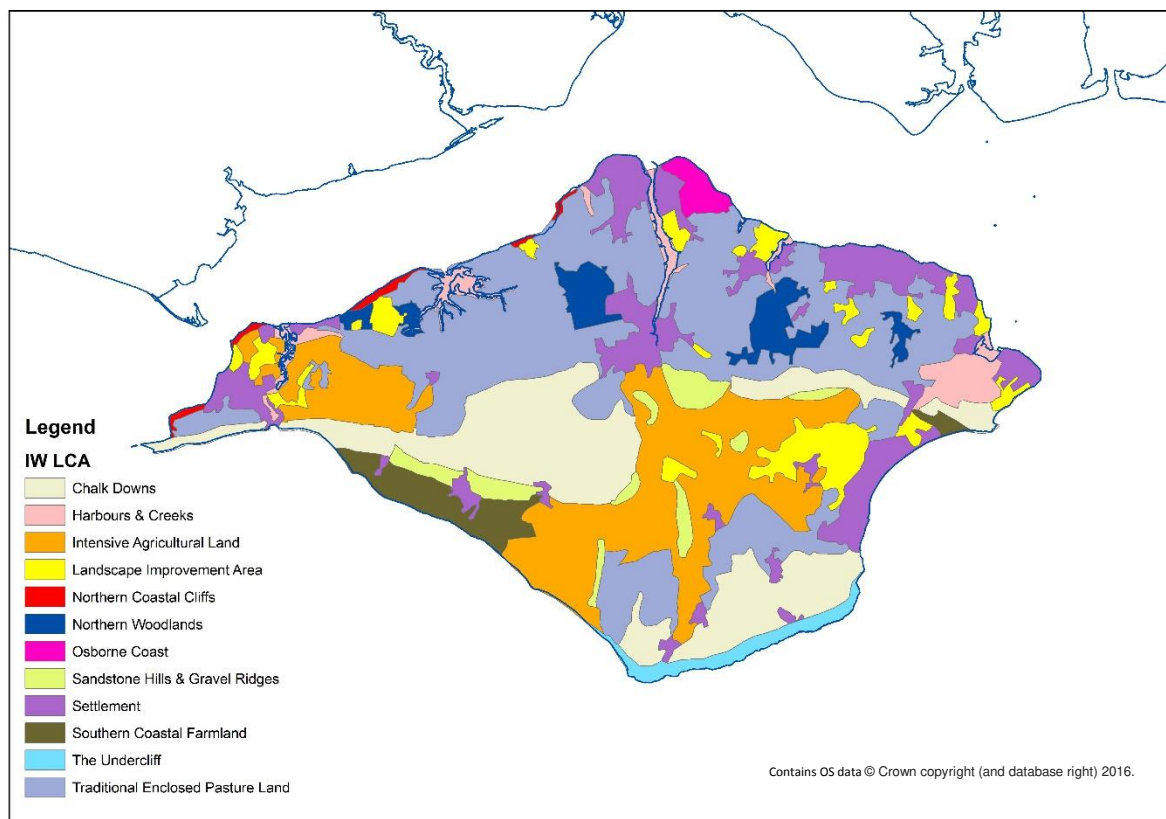 Legend
IW LCA
Chalk Downs
Harbours & Creeks
Intensive Agricultural Land
Landscape Improvement Area
Northern Coastal Cliffs
Northern Woodlands
Osborne Coast
Sandstone Hills & Gravel Ridges
Settlement
Southern Coastal Farmland
The Undercliff
Traditional Enclosed Pasture Land
Contains OS data © Crown copyright (and database right) 2016.